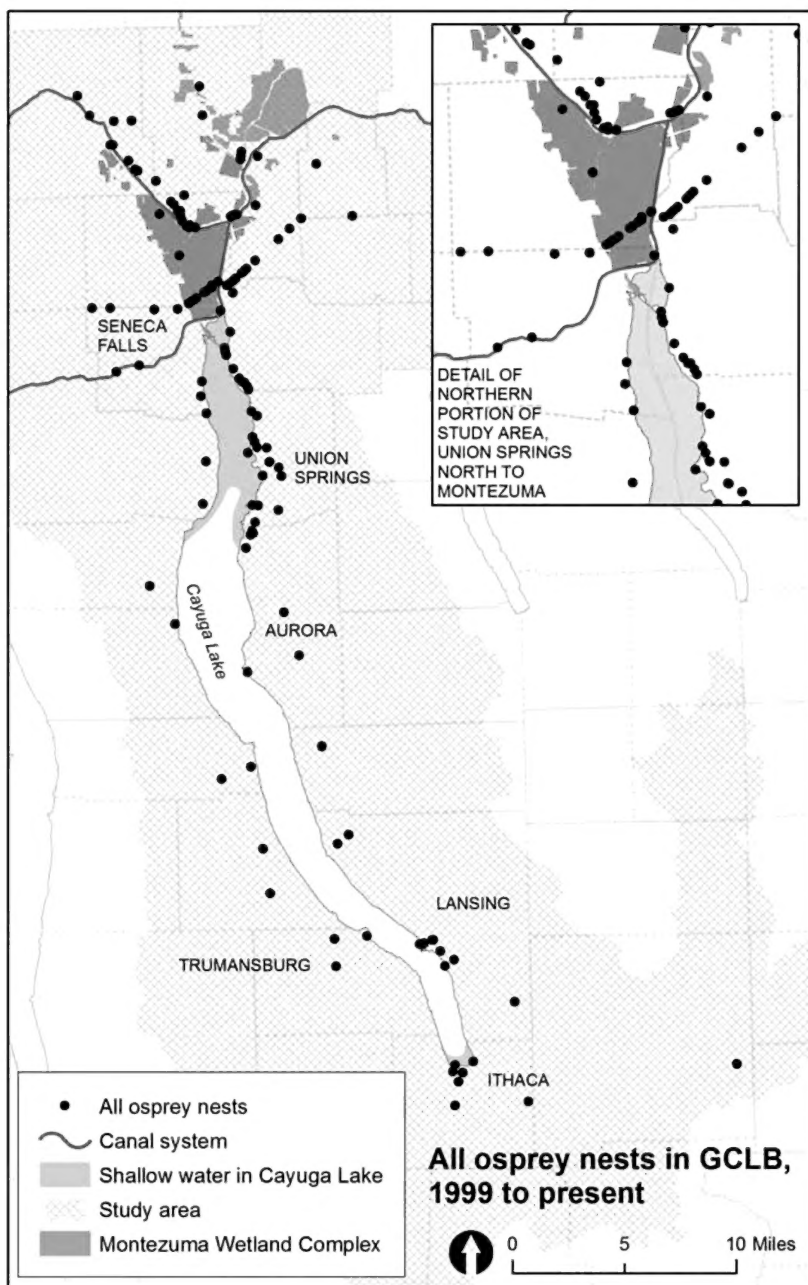 DETAIL OF
NORTHERN
PORTION OF
STUDY AREA,
UNION SPRINGS
NORTH TO
MONTEZUMA
SENECA
FALLS
UNION
SPRINGS
Cayuga Lake
AURORA
LANSING
TRUMANSBURG
ITHACA
All osprey nests
Canal system
Shallow water in Cayuga Lake
Study area
Montezuma Wetland Complex
All osprey nests in GCLB,
1999 to present
0 5 10 Miles